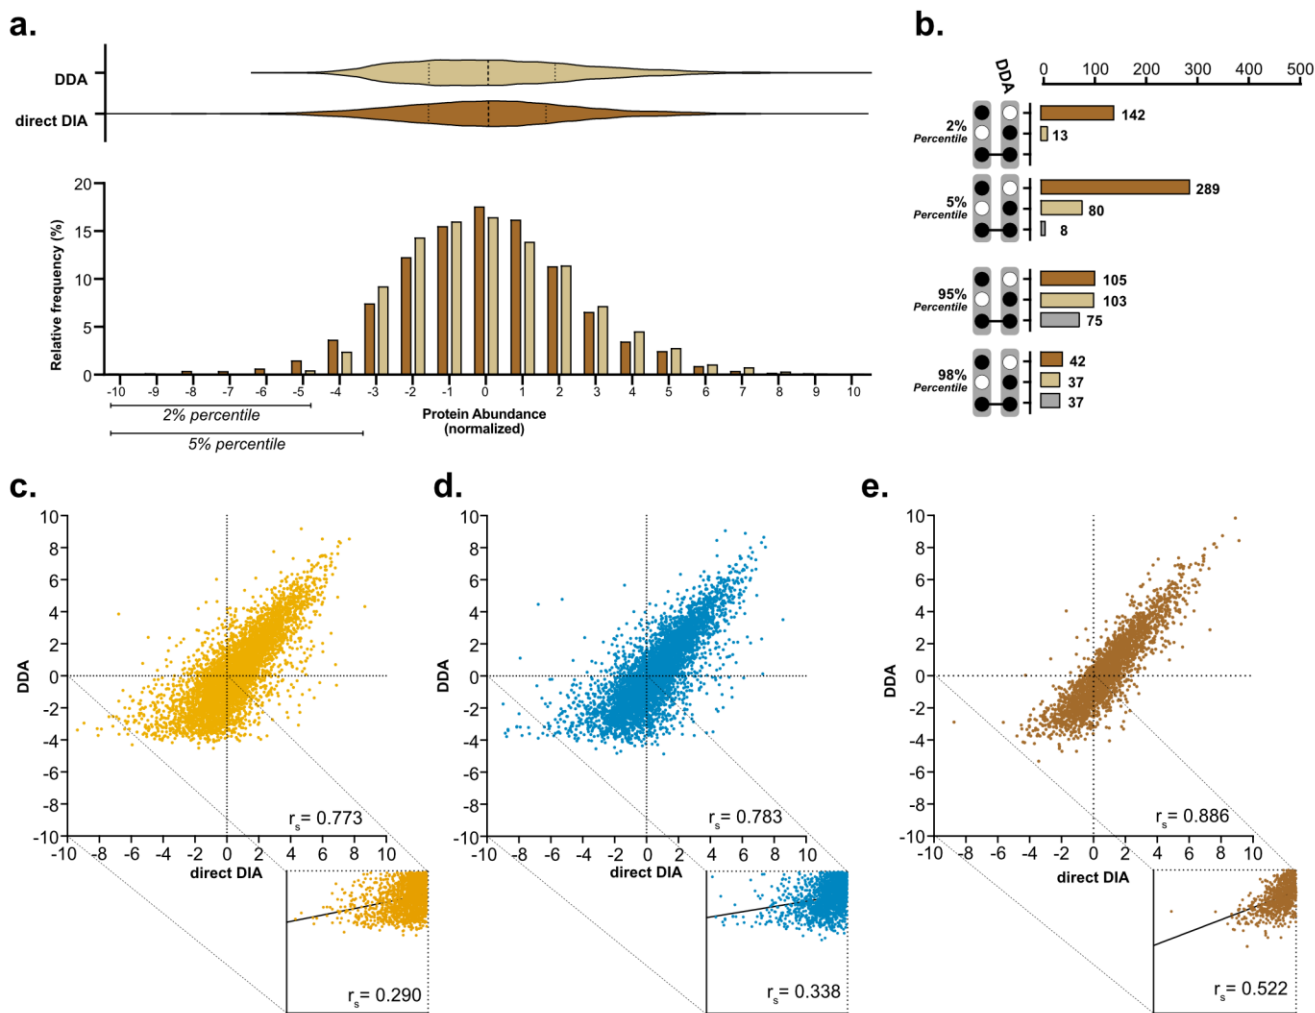 a.
DDA
direct DIA
20
15
10
5
0
Relative frequency (%)
-10 -9 -8 -7 -6 -5 -4 -3 -2 -1 0 1 2 3 4 5 6 7 8 9 10
2% percentile
5% percentile
Protein Abundance
(normalized)
b.
DDA
0 100 200 300 400 500
2%
Percentile
142
13
5%
Percentile
289
80
8
95%
Percentile
105
103
75
98%
Percentile
42
37
37
c.
10
8
6
4
2
0
-2
-4
-6
-8
-10
DDA
rs= 0.773
-10 -8 -6 -4 -2 0 2 4 6 8 10
direct DIA
rs= 0.290
d.
10
8
6
4
2
0
-2
-4
-6
-8
-10
DDA
rs= 0.783
-10 -8 -6 -4 -2 0 2 4 6 8 10
direct DIA
rs= 0.338
e.
10
8
6
4
2
0
-2
-4
-6
-8
-10
DDA
rs= 0.886
-10 -8 -6 -4 -2 0 2 4 6 8 10
direct DIA
rs= 0.522